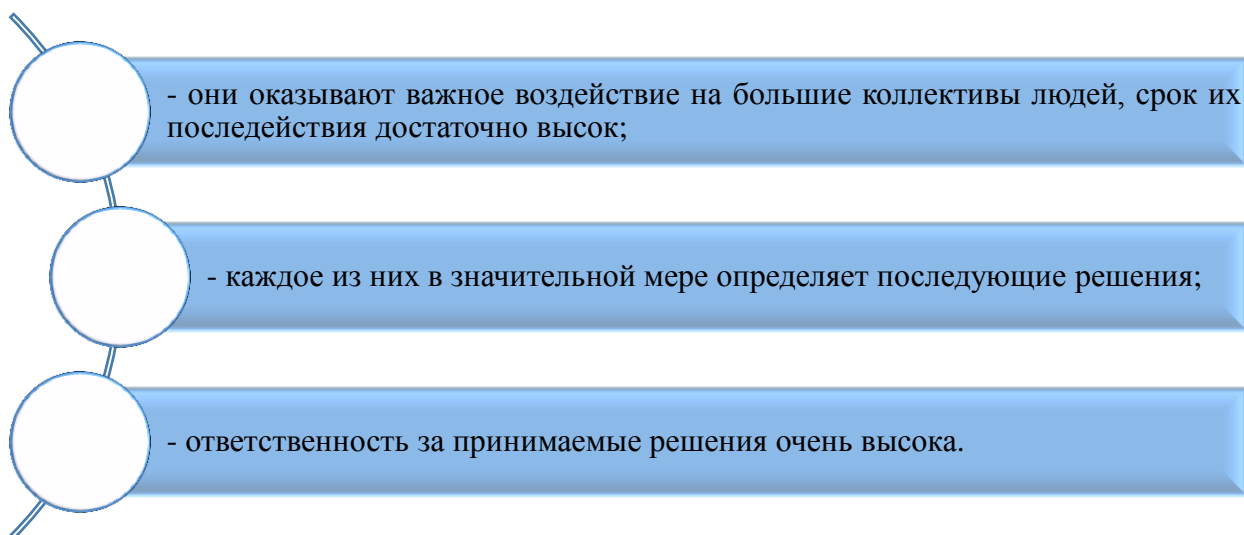 - они оказывают важное воздействие на большие коллективы людей, срок их
последействия достаточно высок;
- каждое из них в значительной мере определяет последующие решения;
- ответственность за принимаемые решения очень высока.